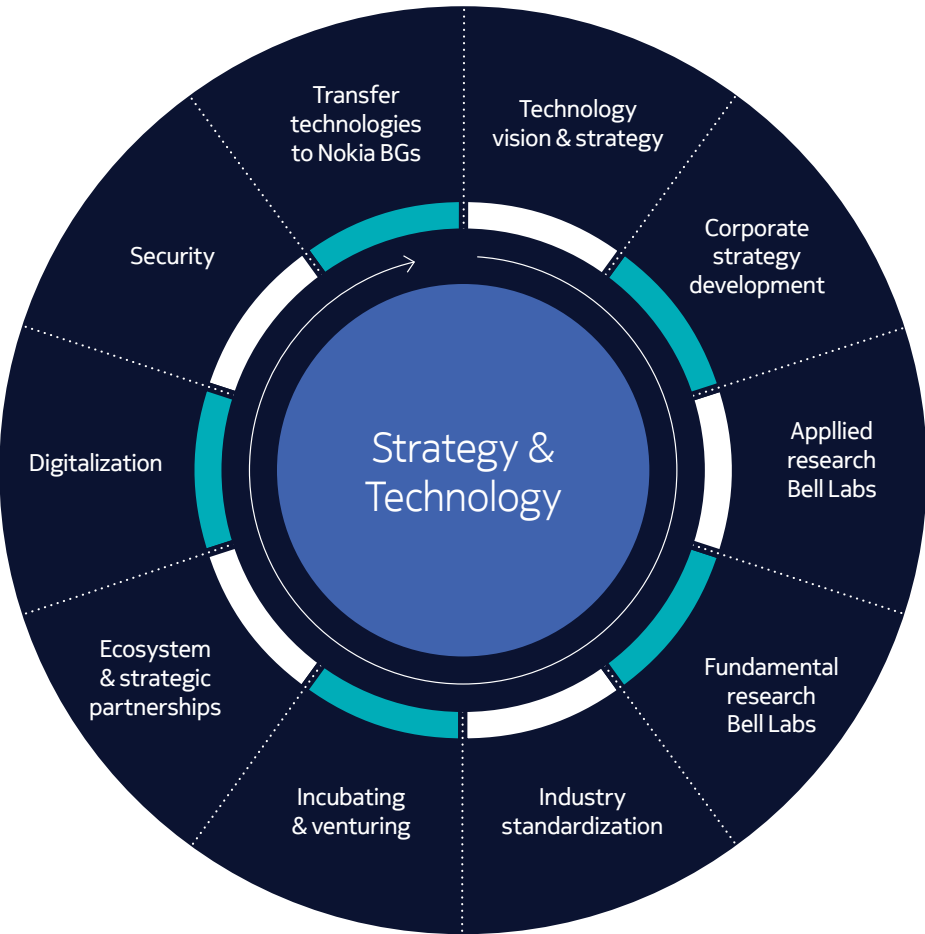 Strategy &
Technology
Technology
vision & strategy
Corporate
strategy
development
Appllied
research
Bell Labs
Fundamental
research
Bell Labs
Industry
standardization
Incubating
& venturing
Ecosystem
& strategic
partnerships
Digitalization
Security
Transfer
technologies
to Nokia BGs